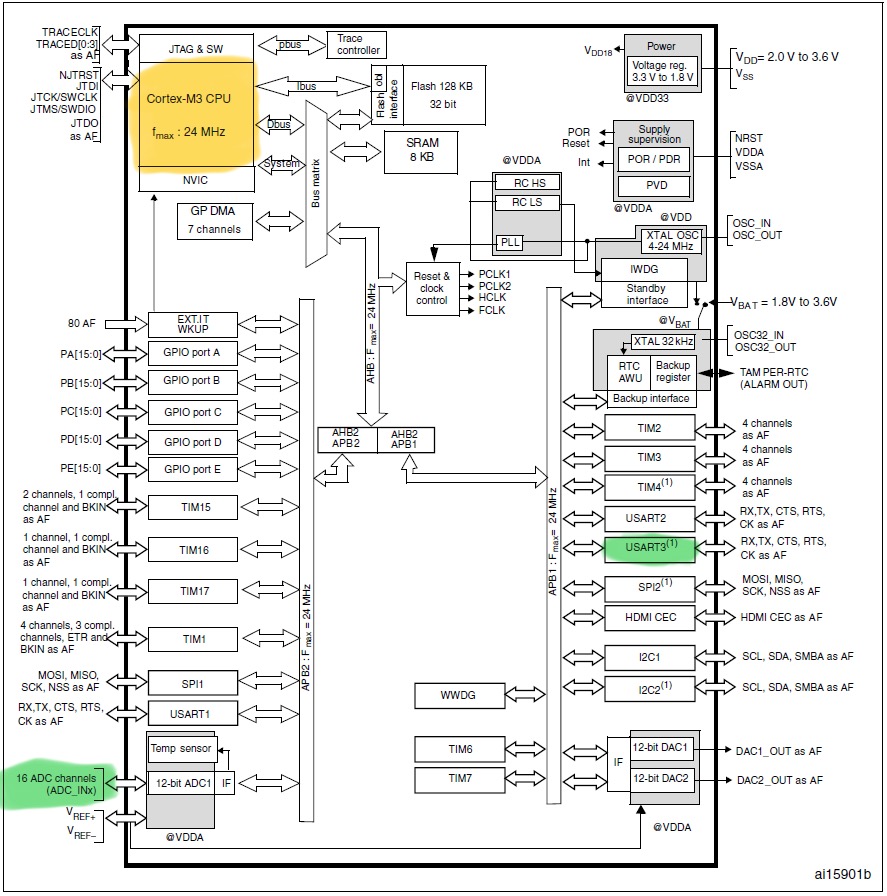 TRACECLK
TRACED[0:3]
as AF
NJTRST
JTDI
JTCK/SWCLK
JTMS/SWDIO
JTDO
as AF
JTAG & SW
Cortex-M3 CPU
fmax : 24 MHz
NVIC
GP DMA
7 channels
pbus
Trace
controller
Ibus
Dbus
System
Bus matrix
Flash obl
interface
Flash 128 KB
32 bit
SRAM
8 KB
VDD18
Power
Voltage reg.
3.3 V to 1.8 V
@VDD33
VDD= 2.0 V to 3.6 V
VSS
POR
Reset
Int
Supply
supervision
POR / PDR
PVD
@VDDA
NRST
VDDA
VSSA
@VDDA
RC HS
RC LS
PLL
@VDD
XTAL OSC
4-24 MHz
OSC_IN
OSC_OUT
IWDG
Standby
interface
VBAT = 1.8V to 3.6V
@VBAT
Reset &
clock
control
PCLK1
PCLK2
HCLK
FCLK
XTAL 32 kHz
OSC32_IN
OSC32_OUT
RTC
AWU
Backup
register
Backup interface
TAM PER-RTC
(ALARM OUT)
AHB : Fmax= 24 MHz
AHB2
APB2
AHB2
APB1
80 AF
EXT.IT
WKUP
PA[15:0]
GPIO port A
PB[15:0]
GPIO port B
PC[15:0]
GPIO port C
PD[15:0]
GPIO port D
PE[15:0]
GPIO port E
2 channels, 1 compl.
channel and BKIN
as AF
TIM15
1 channel, 1 compl.
channel and BKIN
as AF
TIM16
1 channel, 1 compl.
channel and BKIN
as AF
TIM17
4 channels, 3 compl.
channels, ETR and
BKIN as AF
TIM1
MOSI, MISO,
SCK, NSS as AF
SPI1
RX,TX, CTS, RTS,
CK as AF
USART1
Temp sensor
16 ADC channels
(ADC_INx)
12-bit ADC1
IF
VREF+
VREF–
@VDDA
APB2 : Fmax = 24 MHz
APB1 : Fmax= 24 MHz
TIM2
4 channels
as AF
TIM3
4 channels
as AF
TIM4(1)
4 channels
as AF
USART2
RX,TX, CTS, RTS,
CK as AF
USART3(1)
RX,TX, CTS, RTS,
CK as AF
SPI2(1)
MOSI, MISO,
SCK, NSS as AF
HDMI CEC
HDMI CEC as AF
I2C1
SCL, SDA, SMBA as AF
I2C2(1)
SCL, SDA, SMBA as AF
WWDG
TIM6
TIM7
IF
12-bit DAC1
DAC1_OUT as AF
12-bit DAC2
DAC2_OUT as AF
@VDDA
ai15901b